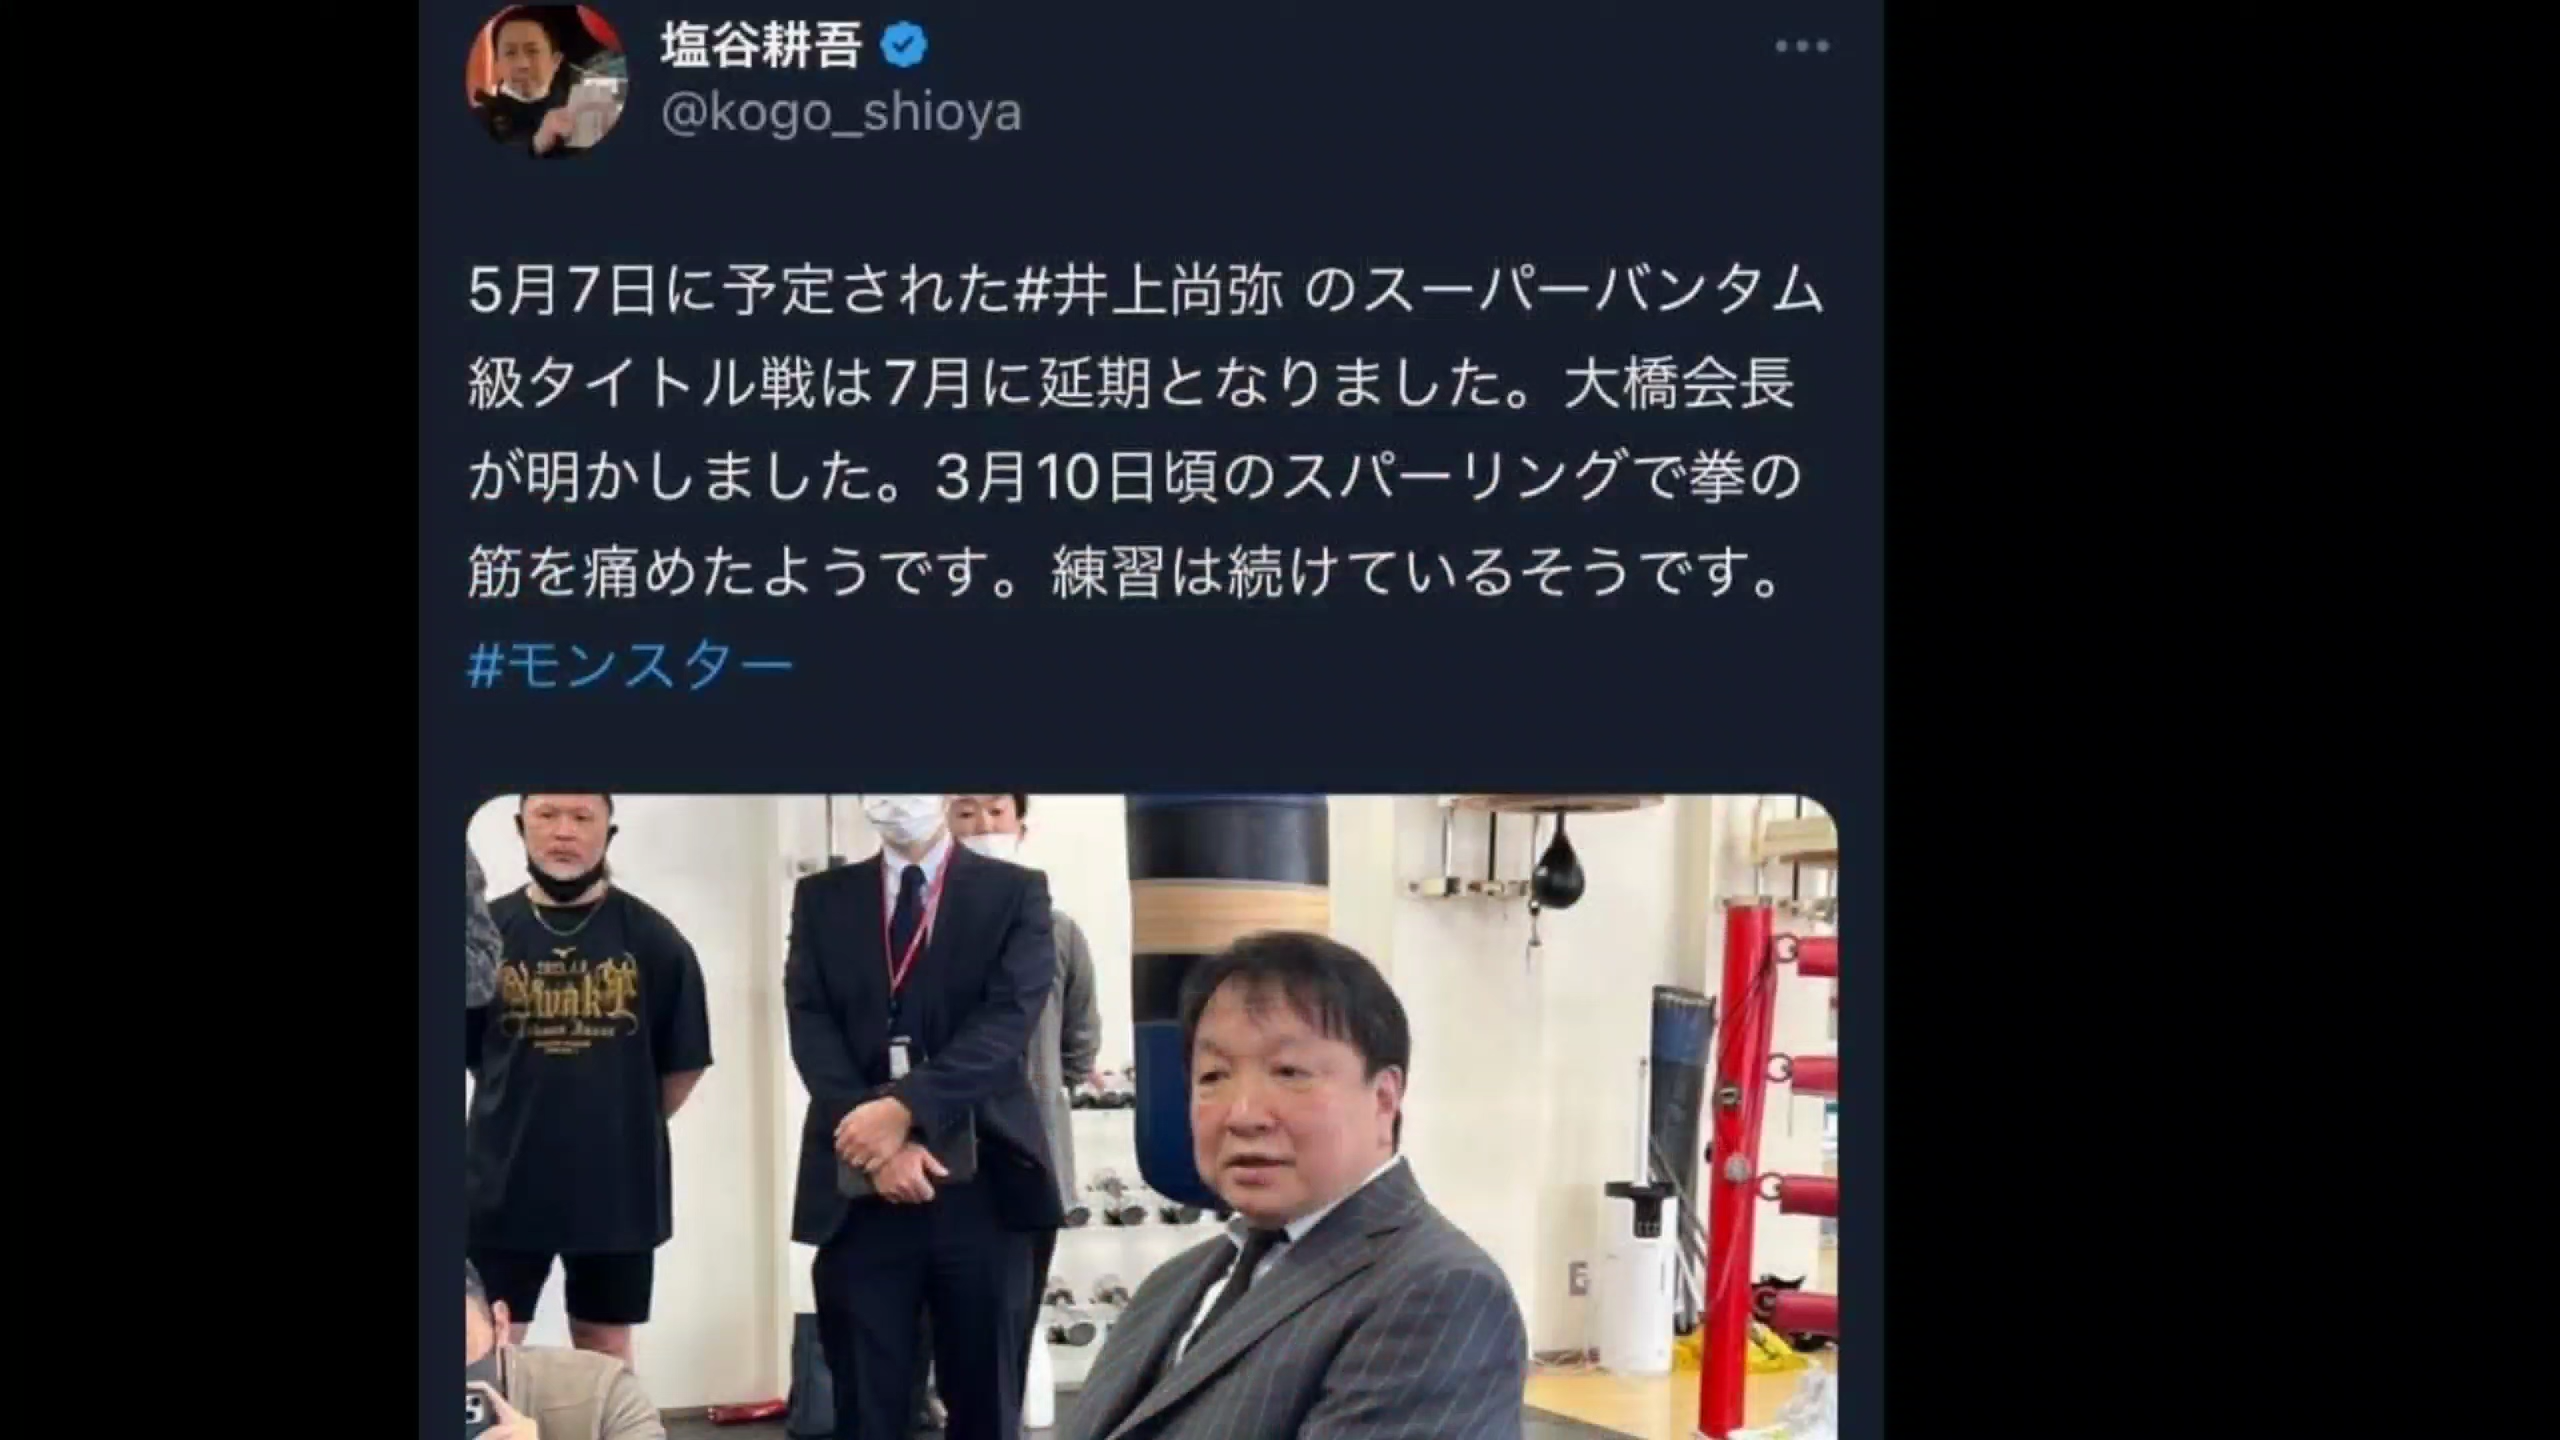 塩谷耕吾
@kogo_shioya
5月7日に予定された#井上尚弥 のスーパーバンタム
級タイトル戦は7月に延期となりました。大橋会長
が明かしました。3月10日頃のスパーリングで拳の
筋を痛めたようです。練習は続けているそうです。
#モンスター